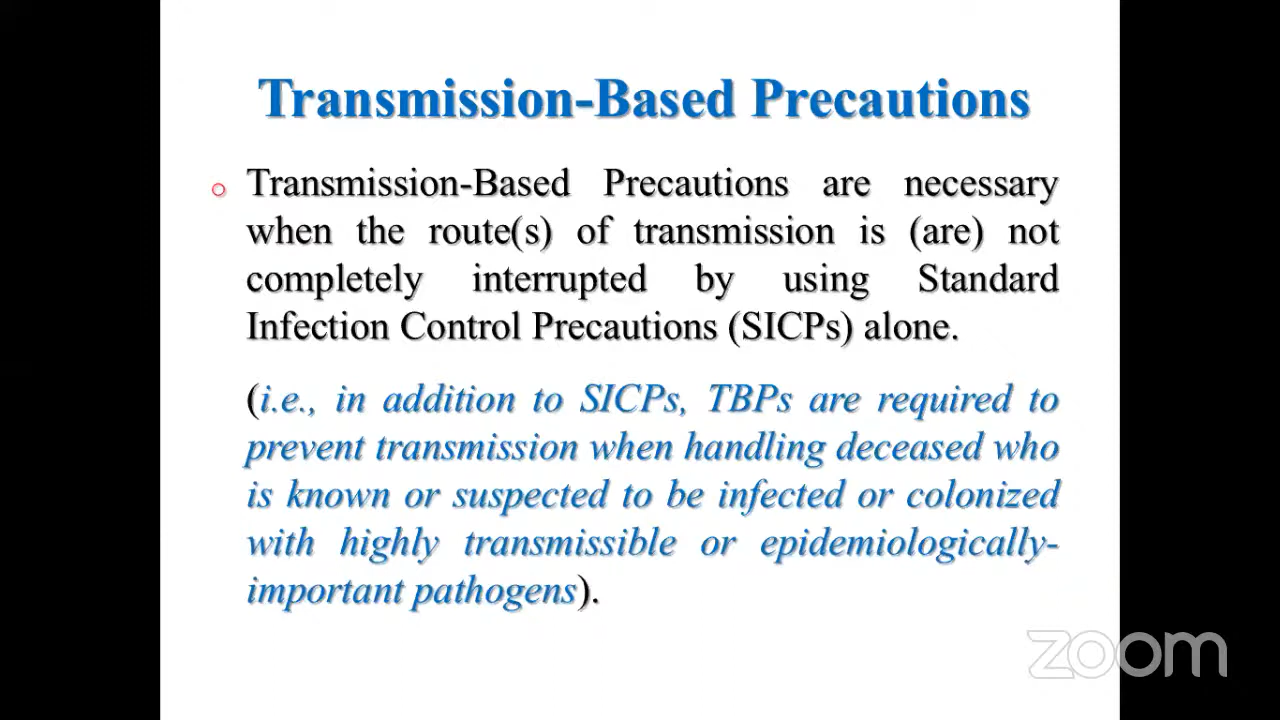 Transmission-Based Precautions
Transmission-Based Precautions are necessary
when the route(s) of transmission is (are) not
completely interrupted by using Standard
Infection Control Precautions (SICPs) alone.
(i.e., in addition to SICPs, TBPs are required to
prevent transmission when handling deceased who
is known or suspected to be infected or colonized
with highly transmissible or epidemiologically-
important pathogens).
zoom